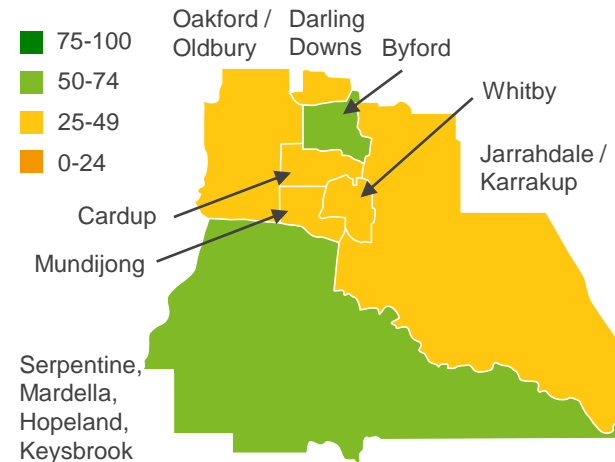 75-100
50-74
25-49
0-24
Oakford /
Oldbury
Darling
Downs
Byford
Whitby
Jarrahdale /
Karrakup
Cardup
Mundijong
Serpentine,
Mardella,
Hopeland,
Keysbrook